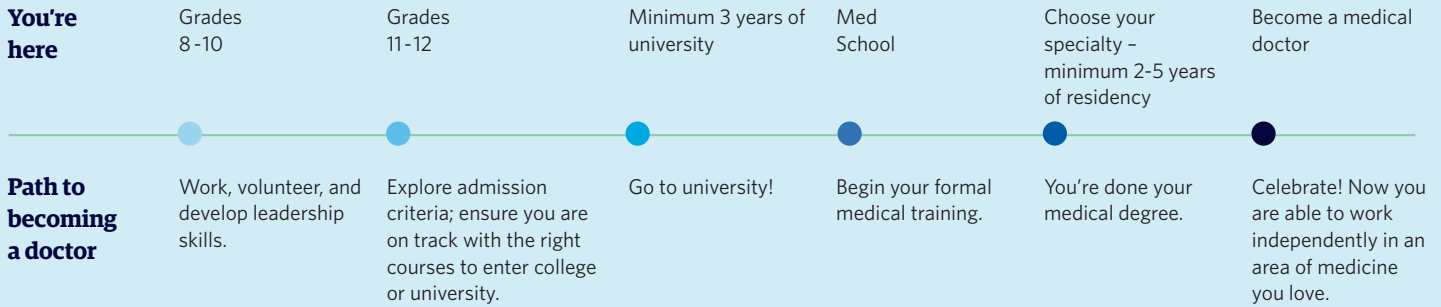 You're
here
Grades
8 -10
Grades
11-12
Minimum 3 years of
university
Med
School
Choose your
specialty –
minimum 2-5 years
of residency
Become a medical
doctor
Path to
becoming
a doctor
Work, volunteer, and
develop leadership
skills.
Explore admission
criteria; ensure you are
on track with the right
courses to enter college
or university.
Go to university!
Begin your formal
medical training.
You're done your
medical degree.
Celebrate! Now you
are able to work
independently in an
area of medicine
you love.